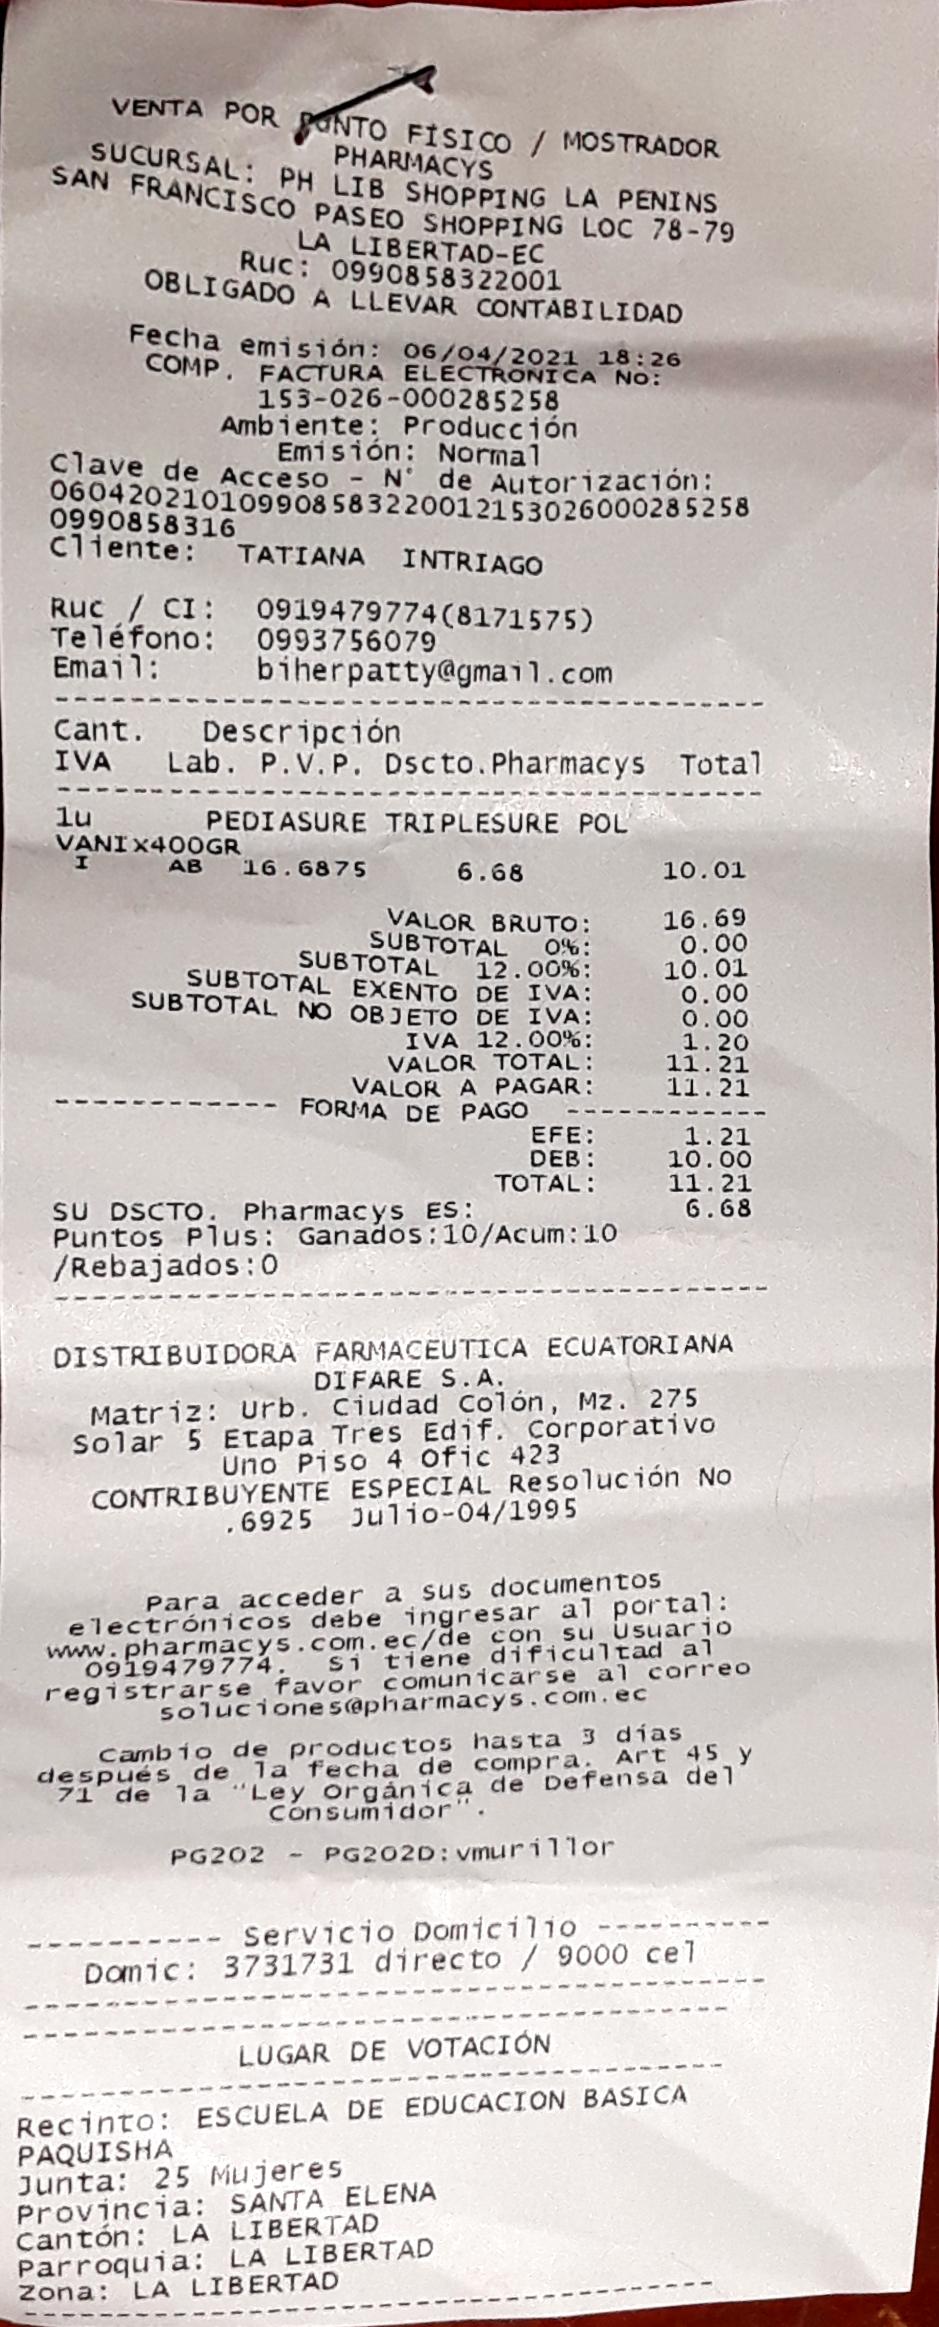 VENTA POR PUNTO FÍSICO / MOSTRADOR
PHARMACYS
SUCURSAL: PH LIB SHOPPING LA PENINS
SAN FRANCISCO PASEO SHOPPING LOC 78-79
LA LIBERTAD-EC
Ruc: 0990858322001
OBLIGADO A LLEVAR CONTABILIDAD
Fecha emisión: 06/04/2021 18:26
COMP. FACTURA ELECTRONICA No:
153-026-000285258
Ambiente: Producción
Emisión: Normal
Clave de Acceso - N° de Autorización:
060420210109908583220012153026000285258
0990858316
Cliente: TATIANA INTRIAGO
Ruc / CI: 0919479774(8171575)
Teléfono: 0993756079
Email: biherpatty@gmail.com
---------------------------------------
Cant. Descripción
IVA Lab. P.V.P. Dscto.Pharmacys Total
---------------------------------------
1u PEDIASURE TRIPLESURE POL
VANIx400GR
I AB 16.6875 6.68 10.01
VALOR BRUTO: 16.69
SUBTOTAL 0%: 0.00
SUBTOTAL 12.00%: 10.01
SUBTOTAL EXENTO DE IVA: 0.00
SUBTOTAL NO OBJETO DE IVA: 0.00
IVA 12.00%: 1.20
VALOR TOTAL: 11.21
VALOR A PAGAR: 11.21
------------ FORMA DE PAGO -----------
EFE: 1.21
DEB: 10.00
TOTAL: 11.21
SU DSCTO. Pharmacys ES: 6.68
Puntos Plus: Ganados:10/Acum:10
/Rebajados:0
---------------------------------------
DISTRIBUIDORA FARMACEUTICA ECUATORIANA
DIFARE S.A.
Matriz: Urb. Ciudad Colón, Mz. 275
Solar 5 Etapa Tres Edif. Corporativo
Uno Piso 4 Ofic 423
CONTRIBUYENTE ESPECIAL Resolución No
.6925 Julio-04/1995
Para acceder a sus documentos
electrónicos debe ingresar al portal:
www.pharmacys.com.ec/de con su Usuario
0919479774. Si tiene dificultad al
registrarse favor comunicarse al correo
soluciones@pharmacys.com.ec
Cambio de productos hasta 3 días
después de la fecha de compra. Art 45 y
71 de la "Ley Orgánica de Defensa del
Consumidor".
PG202 - PG202D:vmurillor
---------- Servicio Domicilio ---------
Domic: 3731731 directo / 9000 cel
---------------------------------------
---------------------------------------
LUGAR DE VOTACIÓN
---------------------------------------
Recinto: ESCUELA DE EDUCACION BASICA
PAQUISHA
Junta: 25 Mujeres
Provincia: SANTA ELENA
Cantón: LA LIBERTAD
Parroquia: LA LIBERTAD
Zona: LA LIBERTAD
---------------------------------------